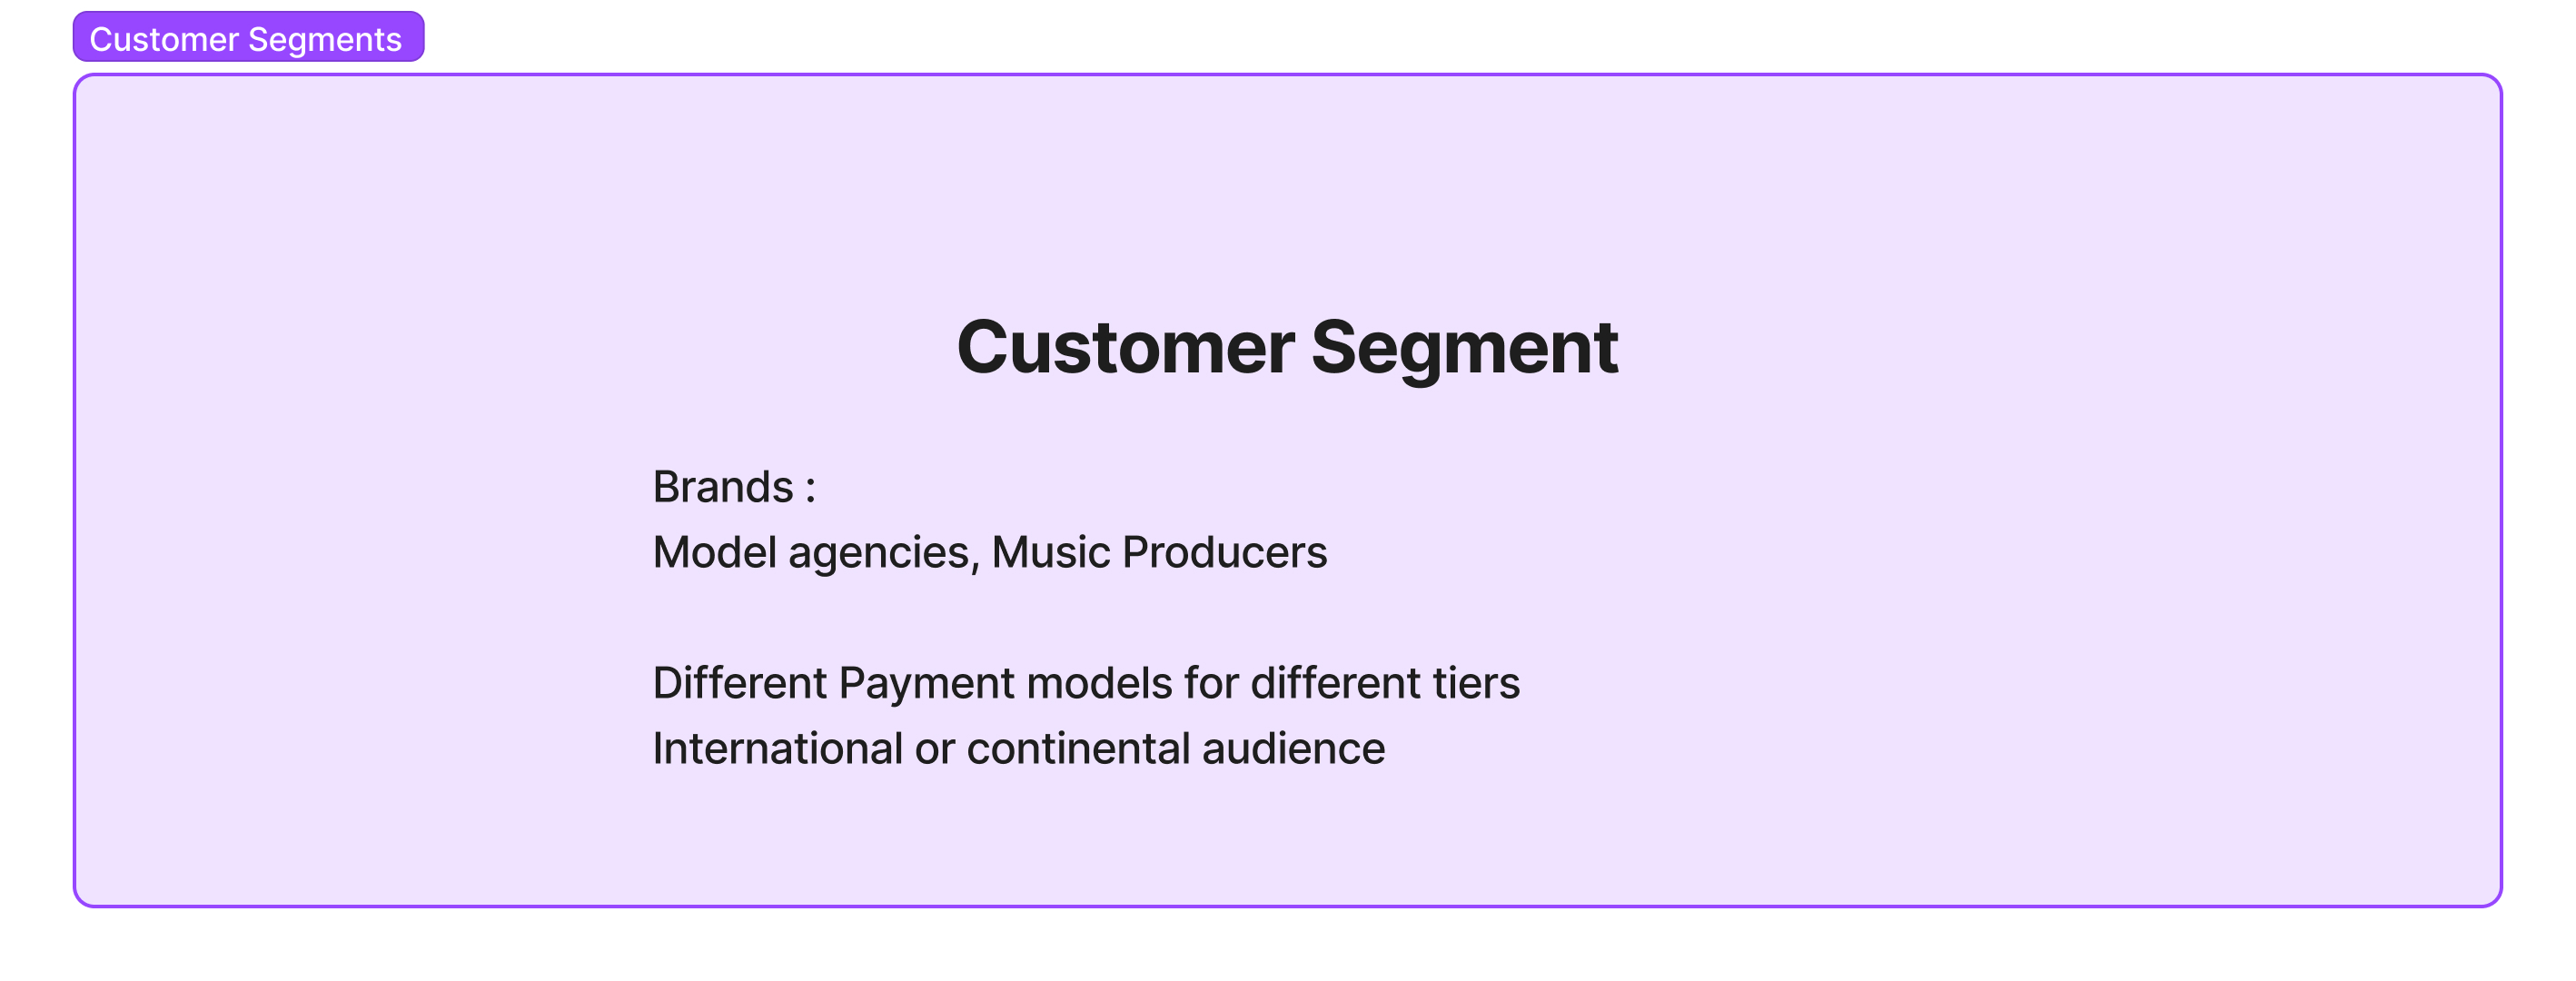 Customer Segments
Customer Segment
Brands :
Model agencies, Music Producers
Different Payment models for different tiers
International or continental audience